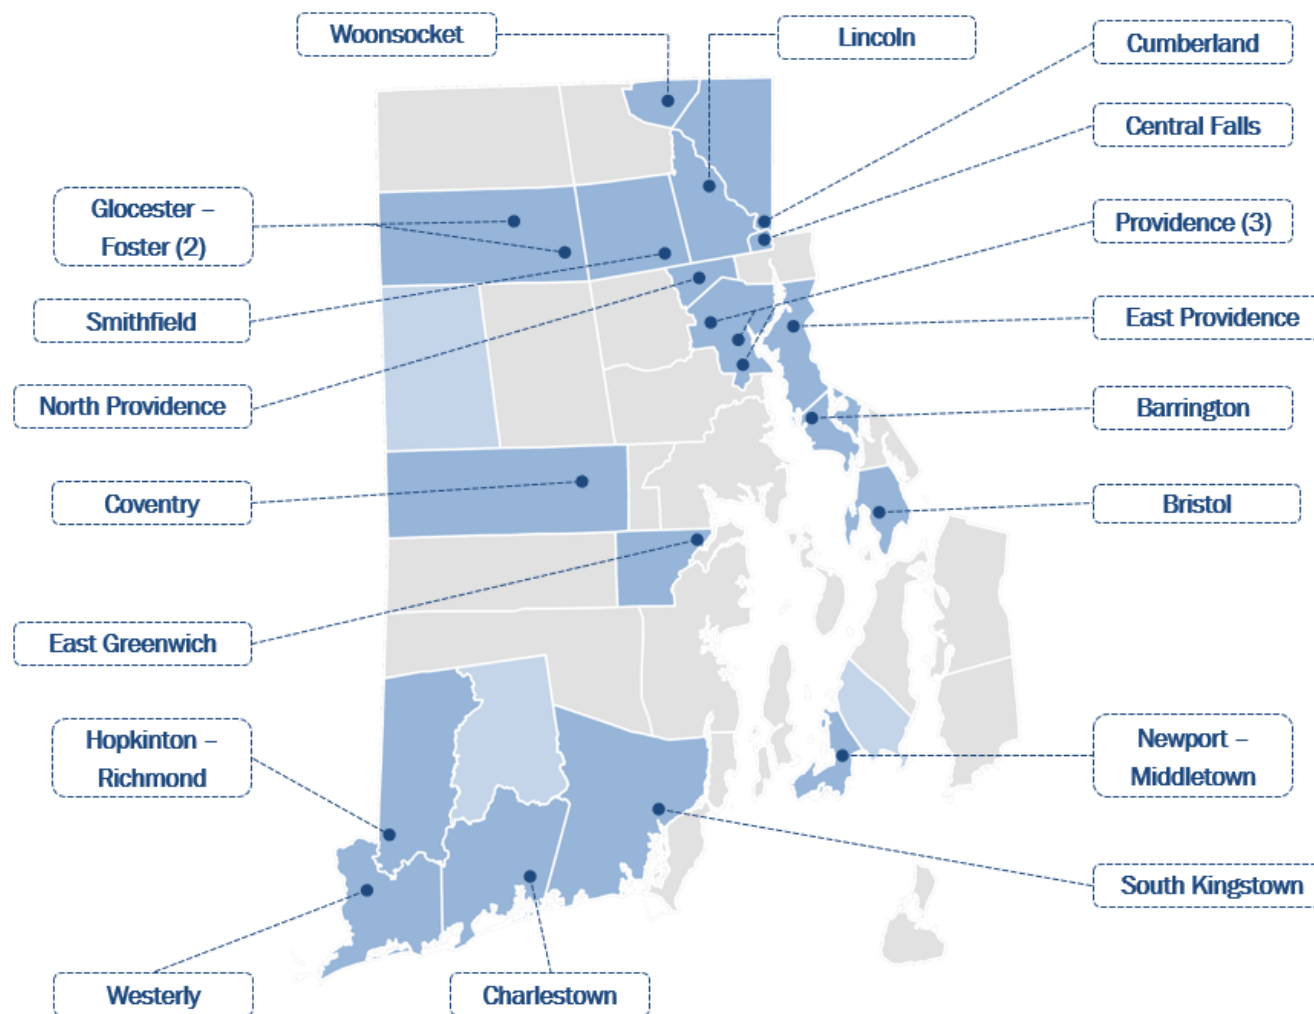 Woonsocket
Lincoln
Cumberland
Central Falls
Glocester –
Foster (2)
Providence (3)
Smithfield
East Providence
North Providence
Barrington
Coventry
Bristol
East Greenwich
Hopkinton –
Richmond
Newport –
Middletown
South Kingstown
Westerly
Charlestown